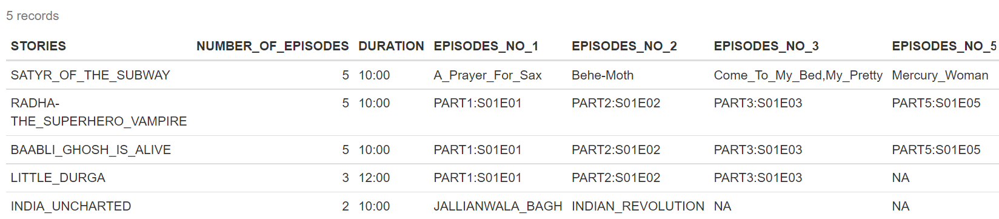 5 records
STORIES NUMBER_OF_EPISODES DURATION EPISODES_NO_1 EPISODES_NO_2 EPISODES_NO_3 EPISODES_NO_5
SATYR_OF_THE_SUBWAY 5 10:00 A_Prayer_For_Sax Behe-Moth Come_To_My_Bed,My_Pretty Mercury_Woman
RADHA- 5 10:00 PART1:S01E01 PART2:S01E02 PART3:S01E03 PART5:S01E05
THE_SUPERHERO_VAMPIRE
BAABLI_GHOSH_IS_ALIVE 5 10:00 PART1:S01E01 PART2:S01E02 PART3:S01E03 PART5:S01E05
LITTLE_DURGA 3 12:00 PART1:S01E01 PART2:S01E02 PART3:S01E03 NA
INDIA_UNCHARTED 2 10:00 JALLIANWALA_BAGH INDIAN_REVOLUTION NA NA